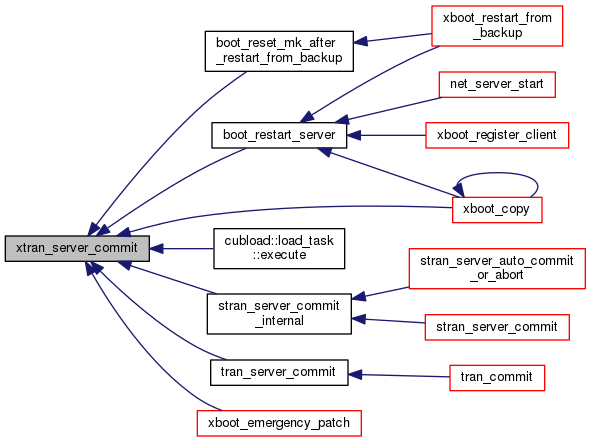 xboot_restart_from
_backup
boot_reset_mk_after
_restart_from_backup
net_server_start
boot_restart_server
xboot_register_client
xboot_copy
xtran_server_commit
cubload::load_task
::execute
stran_server_auto_commit
_or_abort
stran_server_commit
_internal
stran_server_commit
tran_server_commit
tran_commit
xboot_emergency_patch